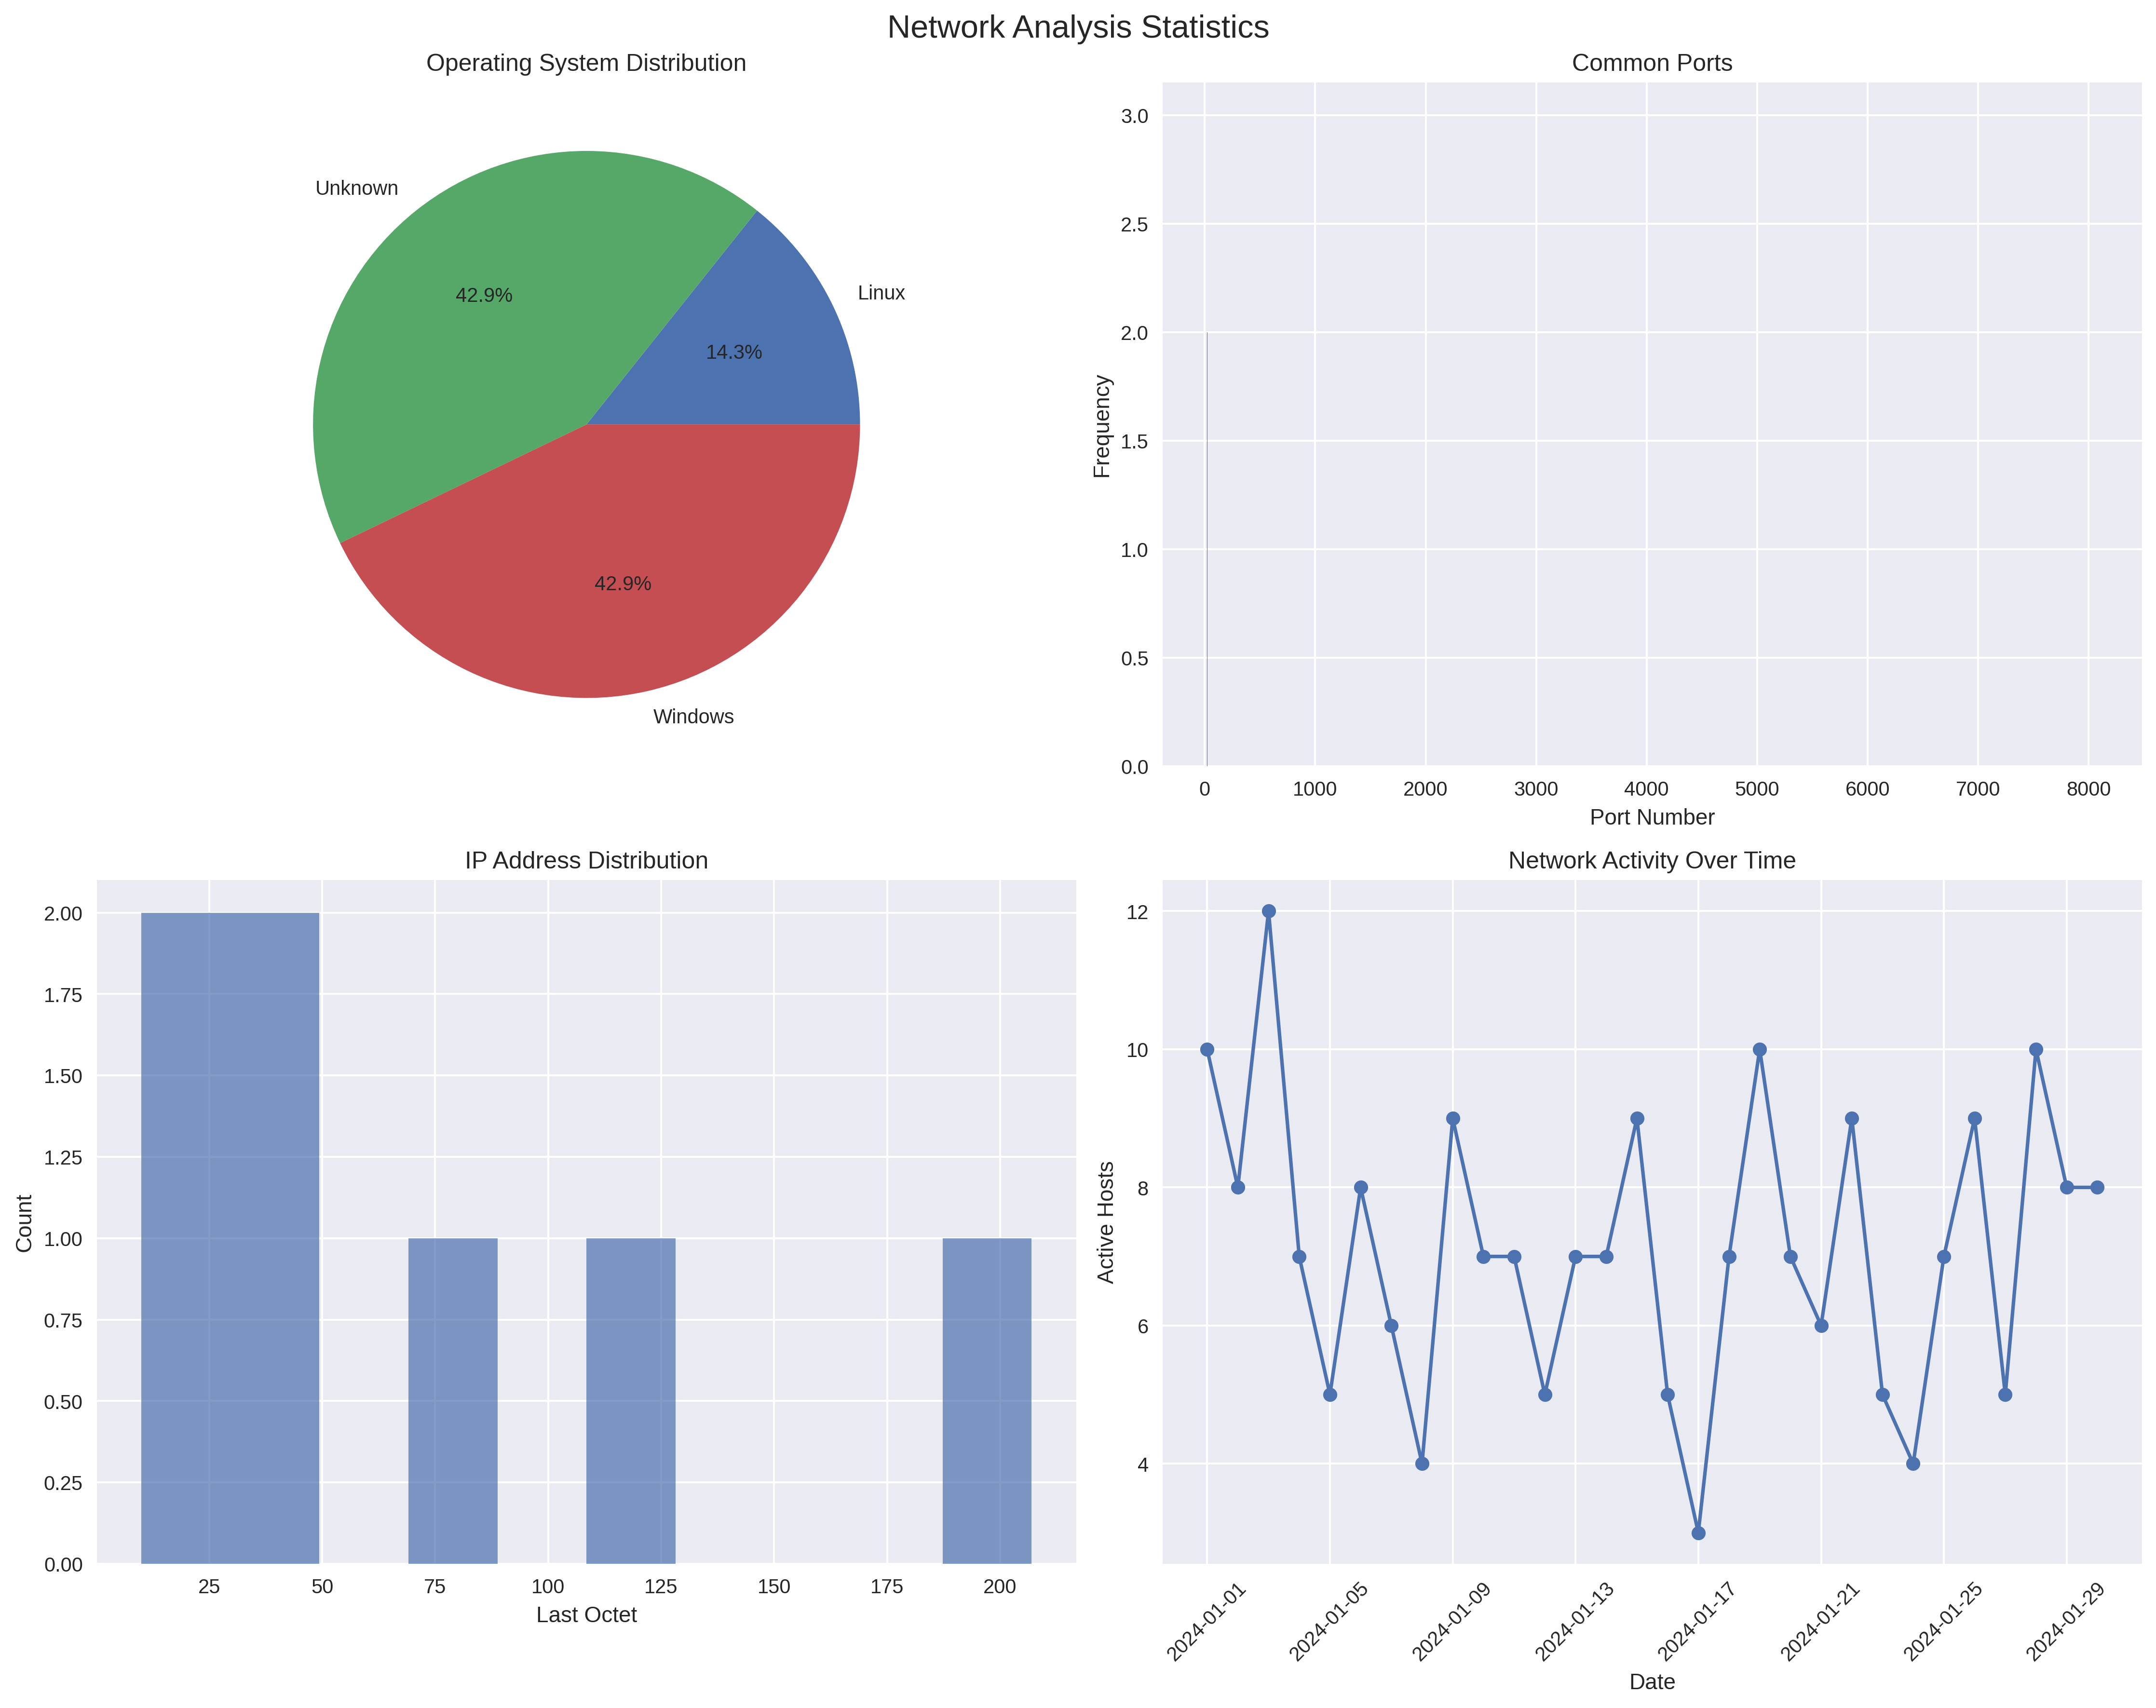 Network Analysis Statistics
Operating System Distribution
Unknown
Linux
42.9%
14.3%
42.9%
Windows
Common Ports
3.0
2.5
2.0
1.5
1.0
0.5
0.0
Frequency
0 1000 2000 3000 4000 5000 6000 7000 8000
Port Number
IP Address Distribution
2.00
1.75
1.50
1.25
1.00
0.75
0.50
0.25
0.00
Count
25 50 75 100 125 150 175 200
Last Octet
Network Activity Over Time
12
10
8
6
4
Active Hosts
2024-01-01 2024-01-05 2024-01-09 2024-01-13 2024-01-17 2024-01-21 2024-01-25 2024-01-29
Date